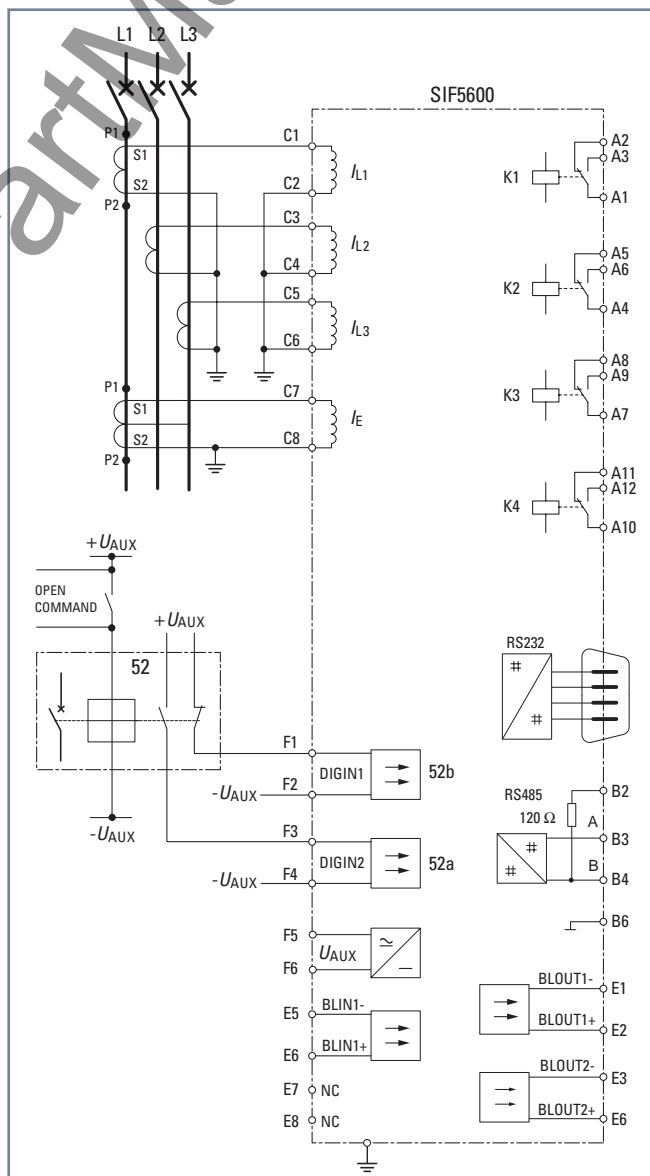 L1 L2 L3
SIF5600
P1
S1
S2
P2
C1
C2
C3
C4
C5
C6
C7
C8
IL1
IL2
IL3
IE
P1
S1
S2
P2
K1
A2
A3
A1
K2
A5
A6
A4
K3
A8
A9
A7
K4
A11
A12
A10
+UAUX
OPEN
COMMAND
+UAUX
52
-UAUX
F1
DIGIN1
52b
-UAUX F2
F3
DIGIN2
52a
-UAUX F4
F5
UAUX
F6
E5 BLIN1-
E6 BLIN1+
E7 NC
E8 NC
RS232
#
#
RS485
120 Ω
#
#
A
B
B2
B3
B4
B6
BLOUT1- E1
BLOUT1+ E2
BLOUT2- E3
BLOUT2+ E6